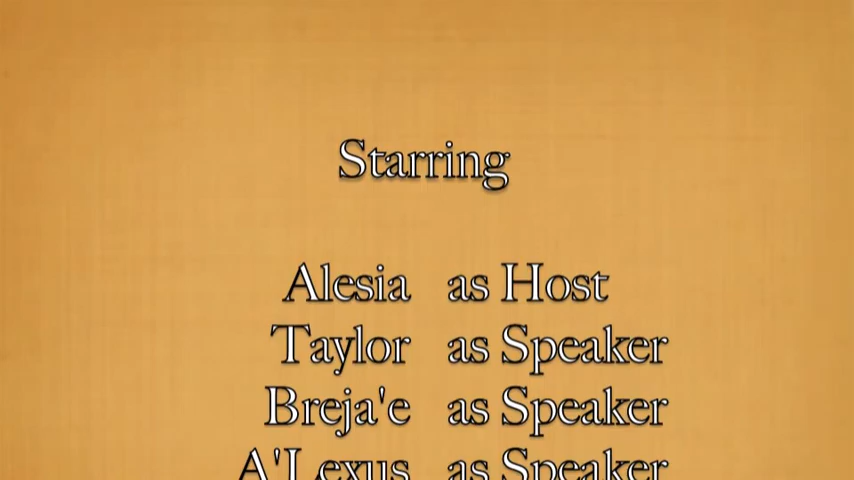 Starring
Alesia as Host
Taylor as Speaker
Breja'e as Speaker
A'Lexus as Speaker